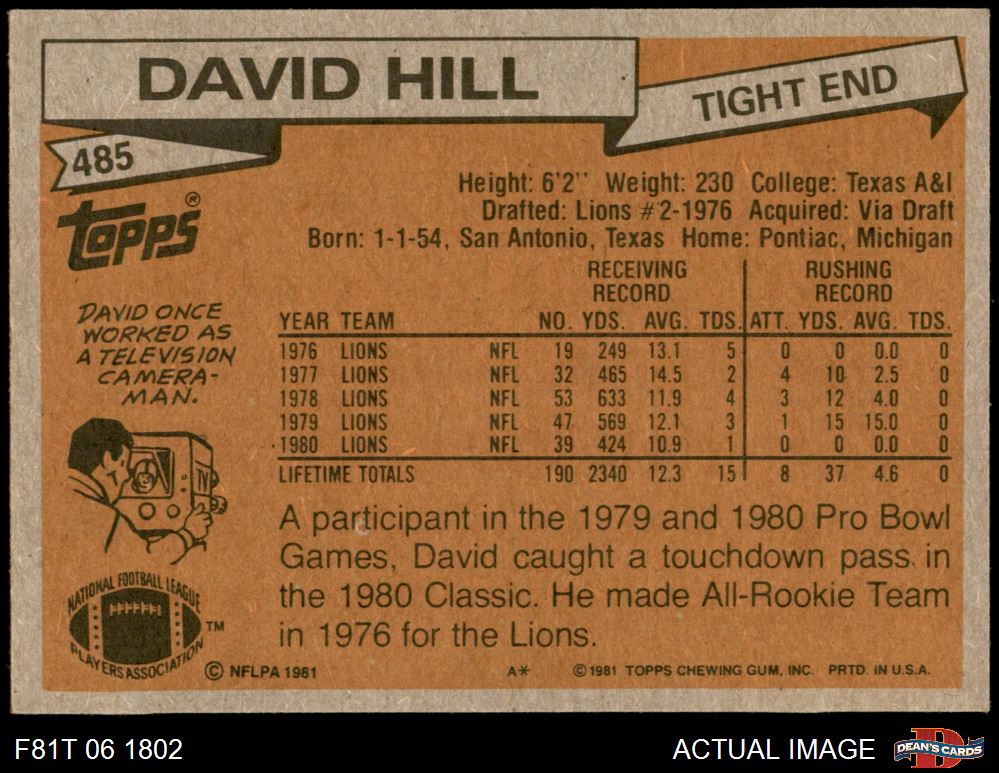 DAVID HILL
TIGHT END
485
TOPPS®
Height: 6'2'' Weight: 230 College: Texas A&I
Drafted: Lions #2-1976 Acquired: Via Draft
Born: 1-1-54, San Antonio, Texas Home: Pontiac, Michigan
DAVID ONCE
WORKED AS
A TELEVISION
CAMERA-
MAN.
TV
RECEIVING RUSHING
RECORD RECORD
YEAR TEAM NO. YDS. AVG. TDS. ATT. YDS. AVG. TDS.
1976 LIONS NFL 19 249 13.1 5 0 0 0.0 0
1977 LIONS NFL 32 465 14.5 2 4 10 2.5 0
1978 LIONS NFL 53 633 11.9 4 3 12 4.0 0
1979 LIONS NFL 47 569 12.1 3 1 15 15.0 0
1980 LIONS NFL 39 424 10.9 1 0 0 0.0 0
LIFETIME TOTALS 190 2340 12.3 15 8 37 4.6 0
A participant in the 1979 and 1980 Pro Bowl
Games, David caught a touchdown pass in
the 1980 Classic. He made All-Rookie Team
in 1976 for the Lions.
NATIONAL FOOTBALL LEAGUE
PLAYERS ASSOCIATION
TM
© NFLPA 1981 A* ©1981 TOPPS CHEWING GUM, INC. PRTD. IN U.S.A.
F81T 06 1802 ACTUAL IMAGE
D
DEAN'S CARDS